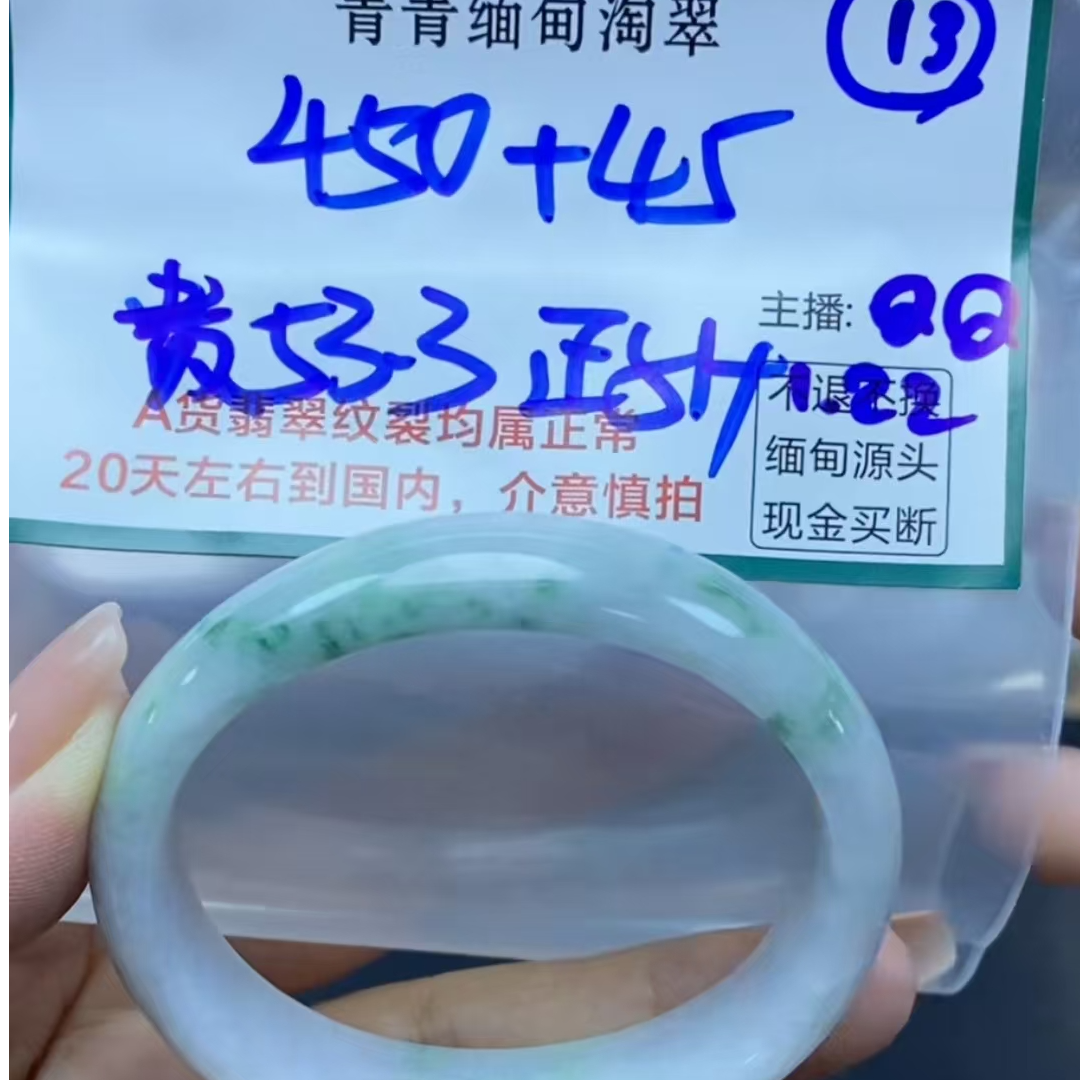 青青缅甸淘翠
13
450+45
贵53.3 正圈
主播: QQ
1.22
不退不换
A货翡翠纹裂均属正常
缅甸源头
20天左右到国内，介意慎拍
现金买断